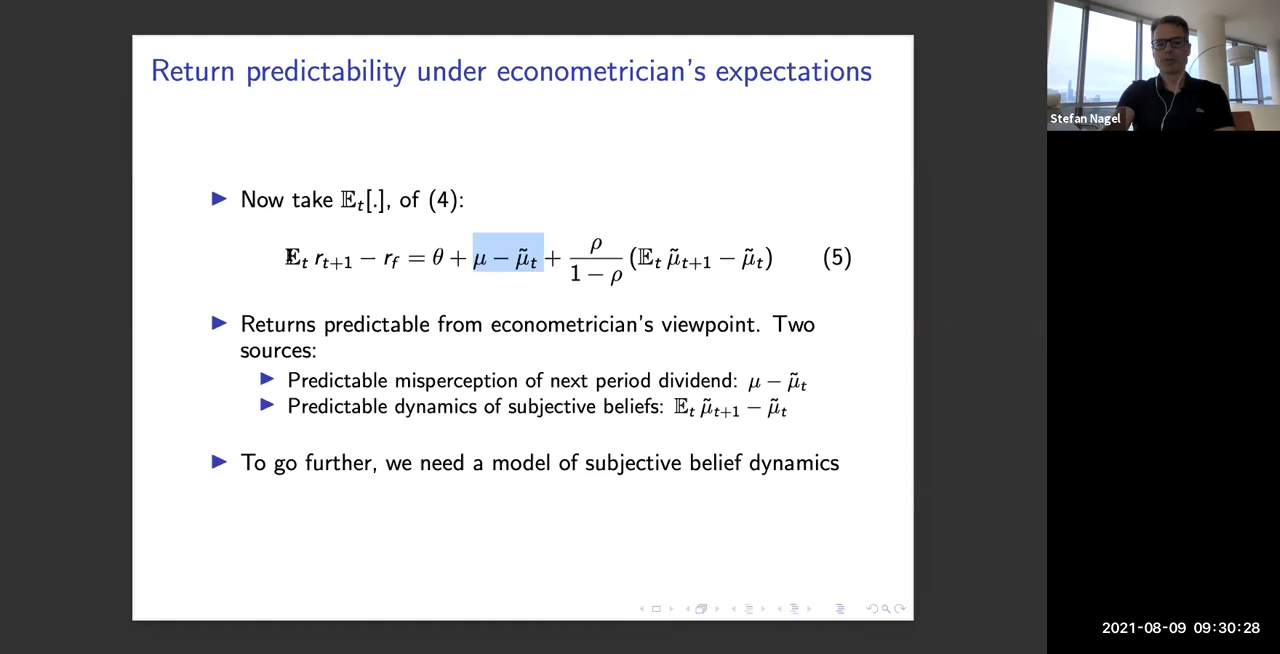 Return predictability under econometrician's expectations
Stefan Nagel
▶ Now take 𝔼ₜ[.], of (4):
𝔼ₜ rₜ₊₁ − r_f = θ + μ − μ̃ₜ + ρ/(1 − ρ) (𝔼ₜ μ̃ₜ₊₁ − μ̃ₜ) (5)
▶ Returns predictable from econometrician's viewpoint. Two
sources:
▶ Predictable misperception of next period dividend: μ − μ̃ₜ
▶ Predictable dynamics of subjective beliefs: 𝔼ₜ μ̃ₜ₊₁ − μ̃ₜ
▶ To go further, we need a model of subjective belief dynamics
2021-08-09 09:30:28